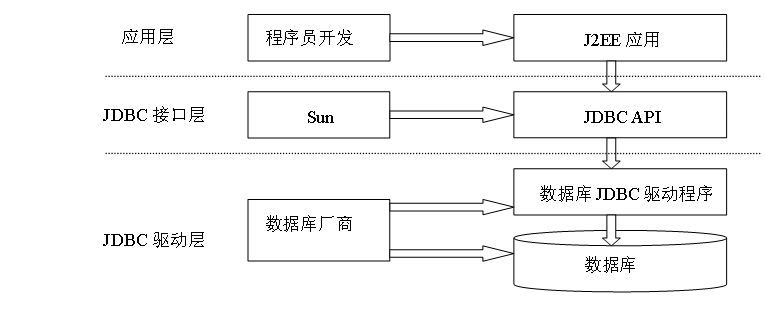 应用层 程序员开发 J2EE 应用
JDBC 接口层 Sun JDBC API
数据库 JDBC 驱动程序
JDBC 驱动层 数据库厂商
数据库